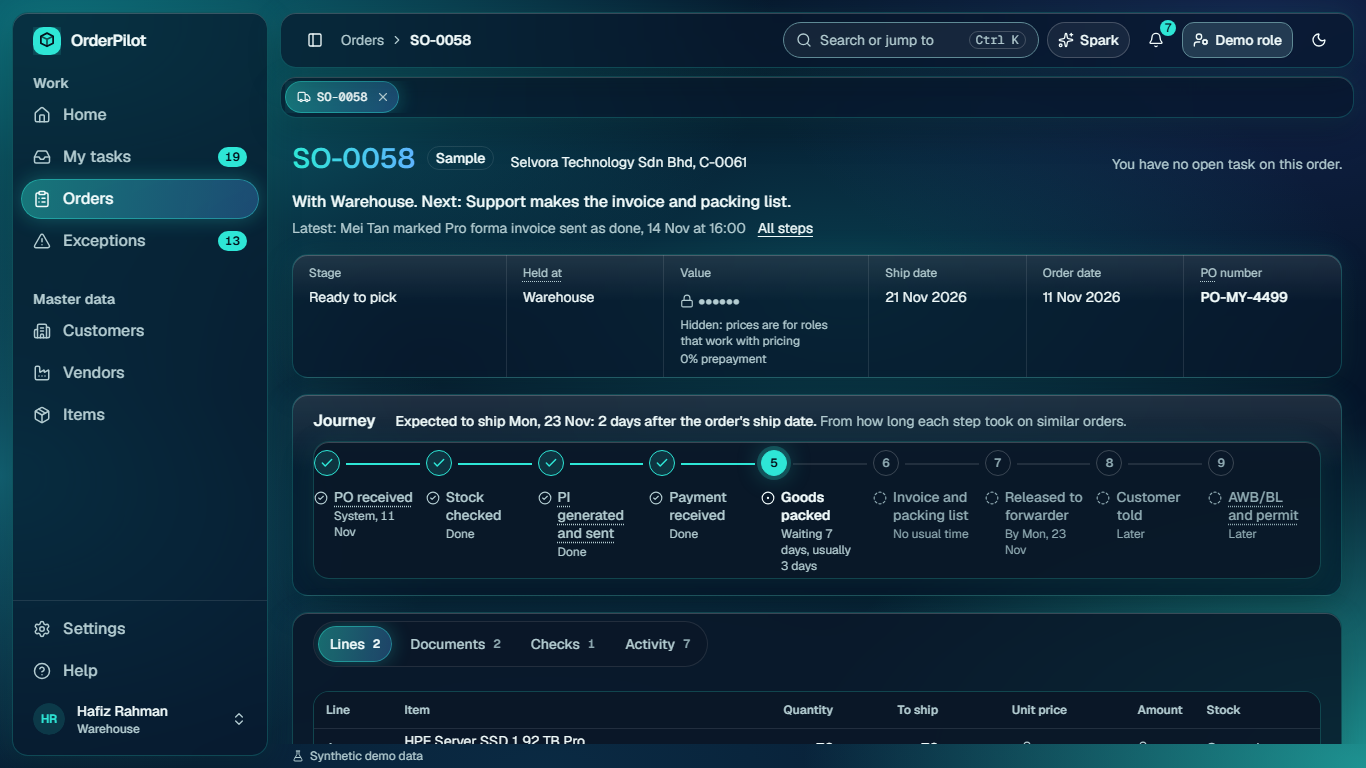 OrderPilot
Work
Home
My tasks 19
Orders
Exceptions 13
Master data
Customers
Vendors
Items
Settings
Help
HR
Hafiz Rahman
Warehouse
Orders > SO-0058
Search or jump to Ctrl K
Spark
7
Demo role
SO-0058
SO-0058 Sample Selvora Technology Sdn Bhd, C-0061
You have no open task on this order.
With Warehouse. Next: Support makes the invoice and packing list.
Latest: Mei Tan marked Pro forma invoice sent as done, 14 Nov at 16:00 All steps
Stage
Ready to pick
Held at
Warehouse
Value
••••••
Hidden: prices are for roles
that work with pricing
0% prepayment
Ship date
21 Nov 2026
Order date
11 Nov 2026
PO number
PO-MY-4499
Journey Expected to ship Mon, 23 Nov: 2 days after the order's ship date. From how long each step took on similar orders.
PO received
System, 11
Nov
Stock
checked
Done
PI
generated
and sent
Done
Payment
received
Done
5
Goods
packed
Waiting 7
days, usually
3 days
6
Invoice and
packing list
No usual time
7
Released to
forwarder
By Mon, 23
Nov
8
Customer
told
Later
9
AWB/BL
and permit
Later
Lines 2 Documents 2 Checks 1 Activity 7
Line Item Quantity To ship Unit price Amount Stock
HPE Server SSD 1.92 TB Pro
Synthetic demo data